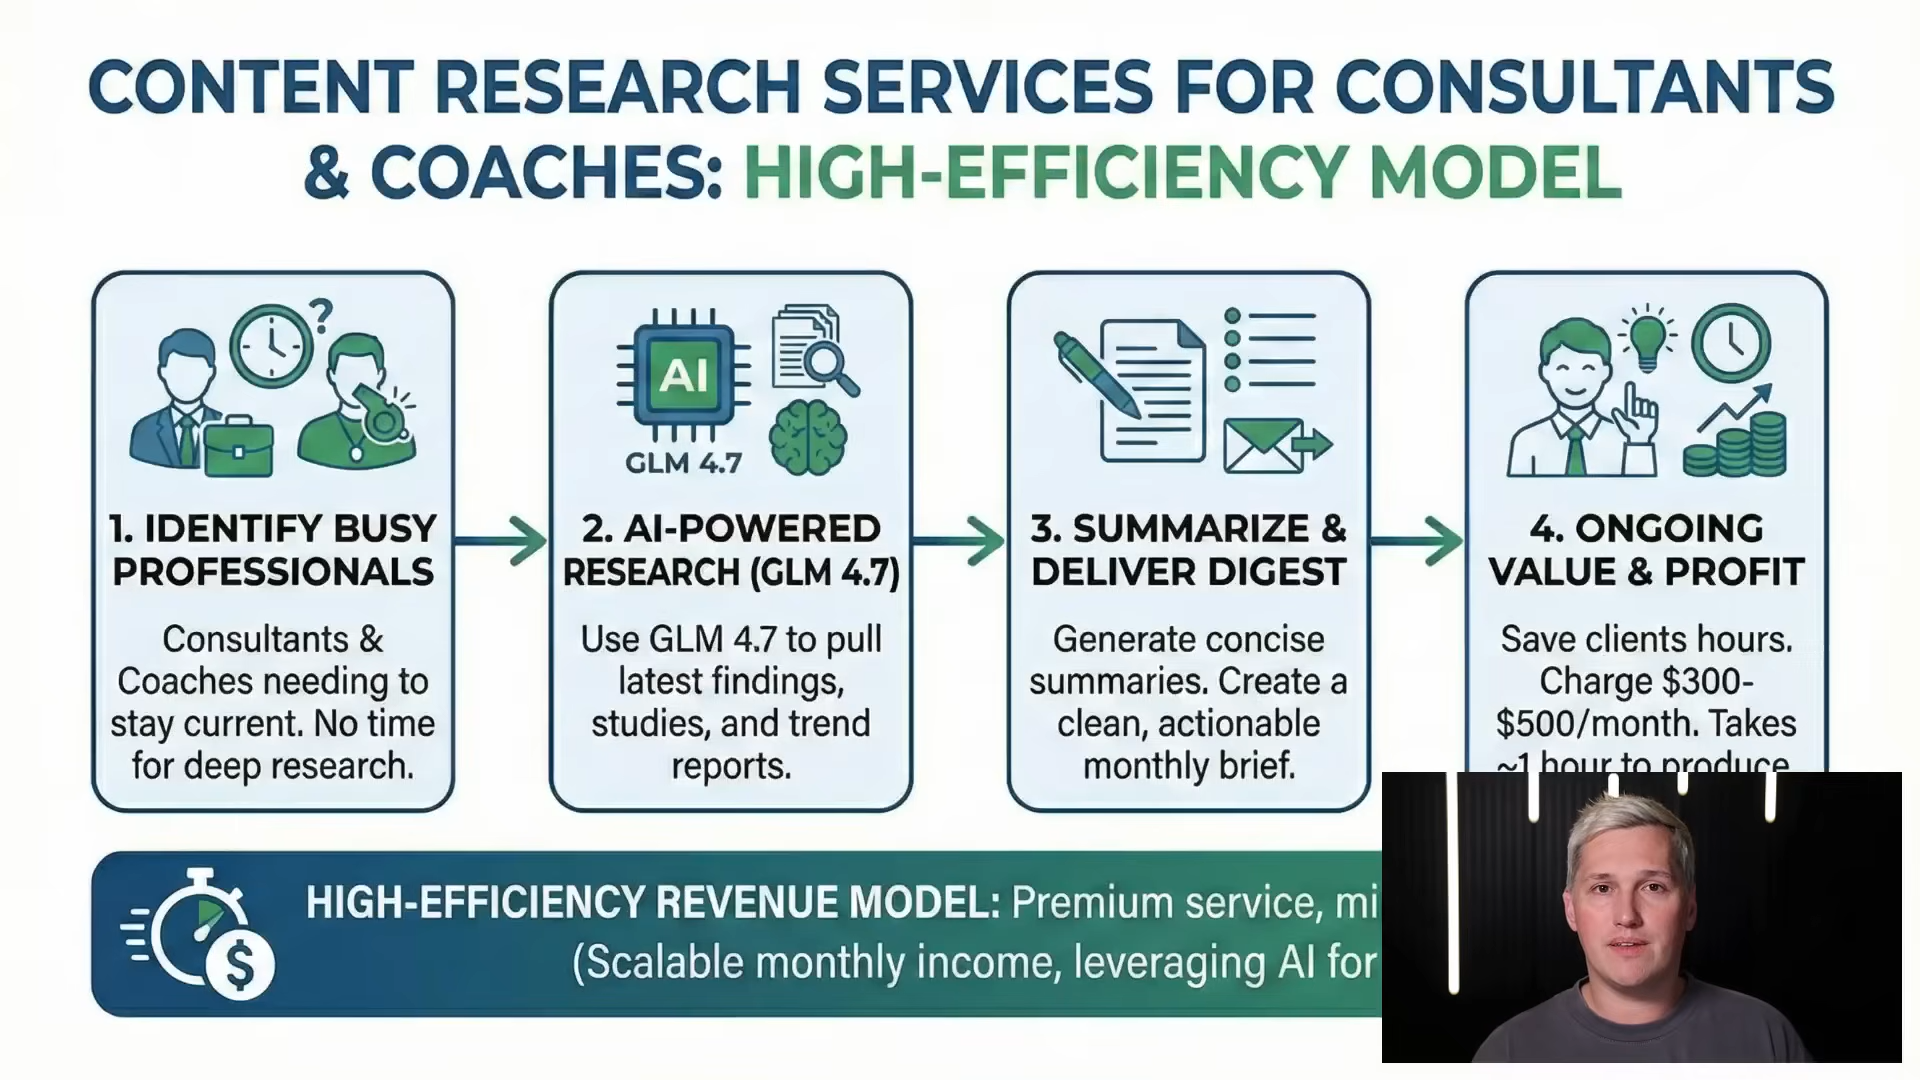 CONTENT RESEARCH SERVICES FOR CONSULTANTS
& COACHES: HIGH-EFFICIENCY MODEL
?
AI
GLM 4.7
1. IDENTIFY BUSY
PROFESSIONALS
Consultants &
Coaches needing to
stay current. No time
for deep research.
2. AI-POWERED
RESEARCH (GLM 4.7)
Use GLM 4.7 to pull
latest findings,
studies, and trend
reports.
3. SUMMARIZE &
DELIVER DIGEST
Generate concise
summaries. Create a
clean, actionable
monthly brief.
4. ONGOING
VALUE & PROFIT
Save clients hours.
Charge $300-
$500/month. Takes
~1 hour to produce
$
HIGH-EFFICIENCY REVENUE MODEL: Premium service,
(Scalable monthly income, leveraging AI for